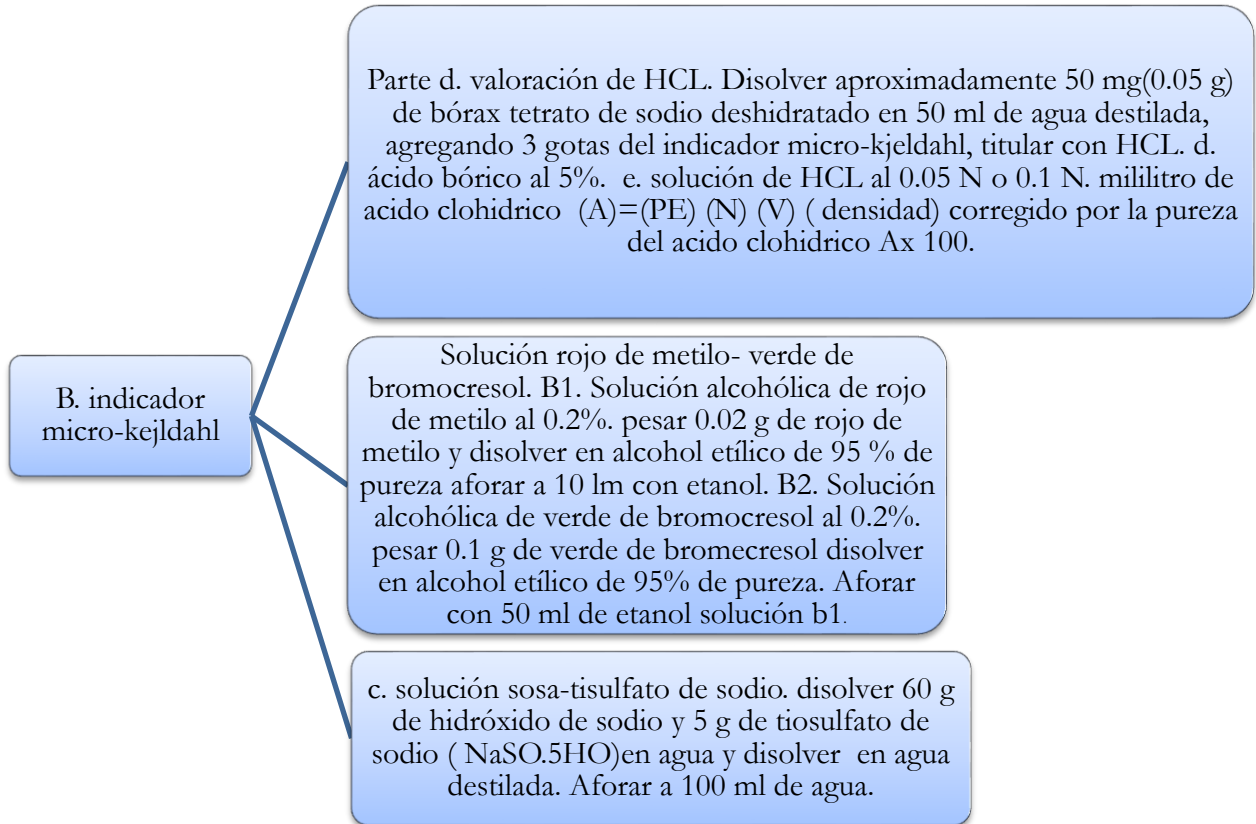 B. indicador
micro-kejldahl
Parte d. valoración de HCL. Disolver aproximadamente 50 mg(0.05 g)
de bórax tetrato de sodio deshidratado en 50 ml de agua destilada,
agregando 3 gotas del indicador micro-kjeldahl, titular con HCL. d.
ácido bórico al 5%. e. solución de HCL al 0.05 N o 0.1 N. mililitro de
acido clohidrico (A)=(PE) (N) (V) ( densidad) corregido por la pureza
del acido clohidrico Ax 100.
Solución rojo de metilo- verde de
bromocresol. B1. Solución alcohólica de rojo
de metilo al 0.2%. pesar 0.02 g de rojo de
metilo y disolver en alcohol etílico de 95 % de
pureza aforar a 10 lm con etanol. B2. Solución
alcohólica de verde de bromocresol al 0.2%.
pesar 0.1 g de verde de bromecresol disolver
en alcohol etílico de 95% de pureza. Aforar
con 50 ml de etanol solución b1.
c. solución sosa-tisulfato de sodio. disolver 60 g
de hidróxido de sodio y 5 g de tiosulfato de
sodio ( NaSO.5HO)en agua y disolver en agua
destilada. Aforar a 100 ml de agua.